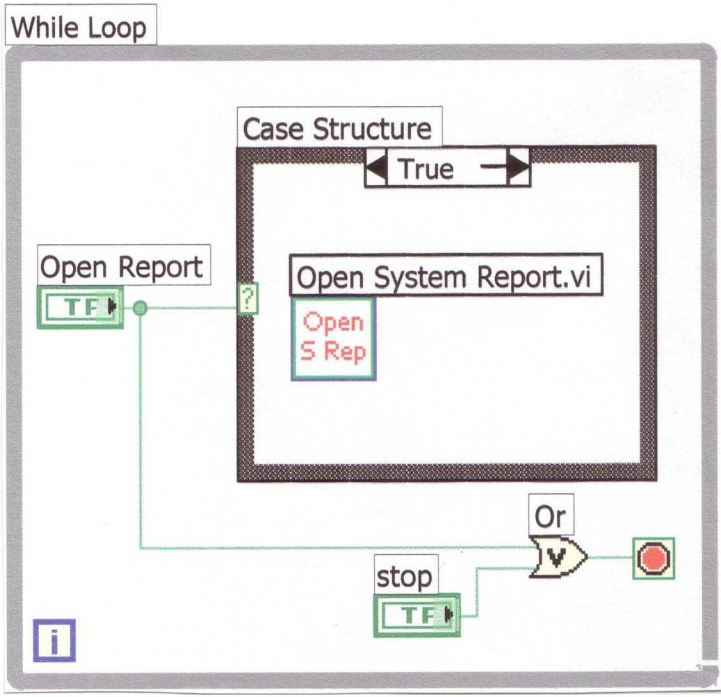 While Loop
Case Structure
True
Open Report
TF
?
Open System Report.vi
Open
S Rep
Or
V
stop
TF
i